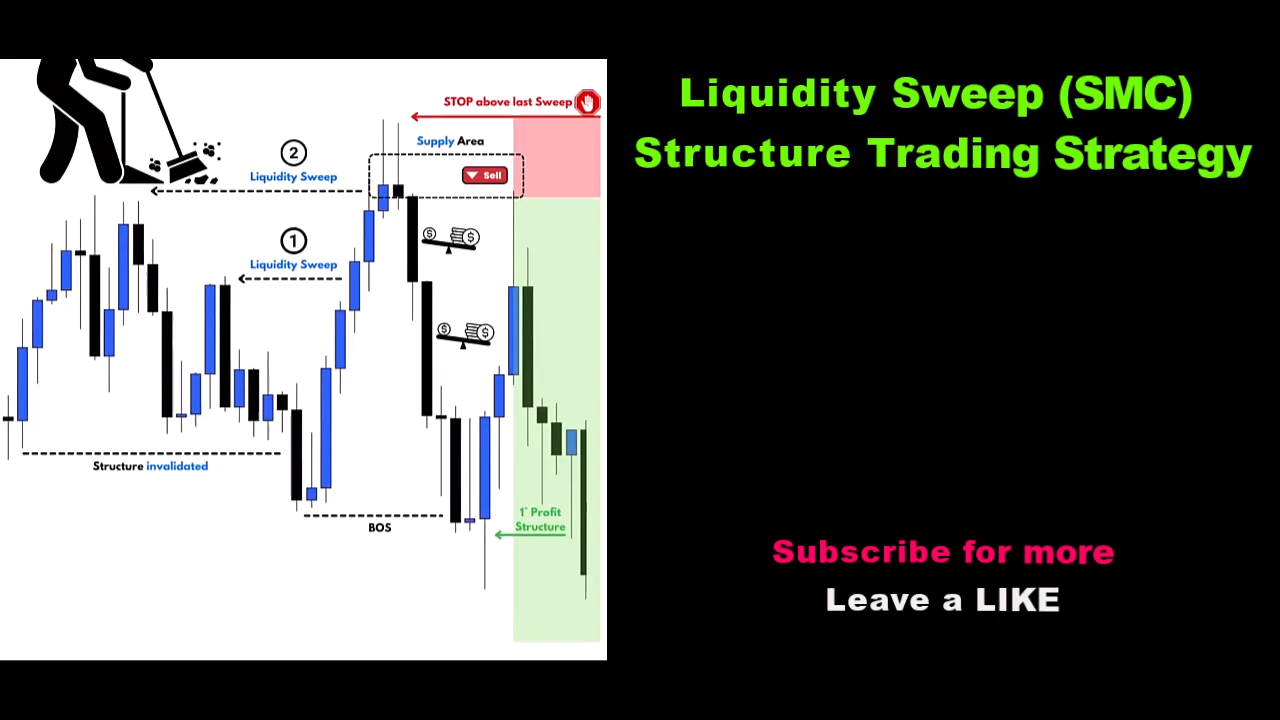 STOP above last Sweep
Supply Area
2
Liquidity Sweep
Sell
1
Liquidity Sweep
$ $
$ $
Structure invalidated
BOS
1° Profit
Structure
Liquidity Sweep (SMC)
Structure Trading Strategy
Subscribe for more
Leave a LIKE